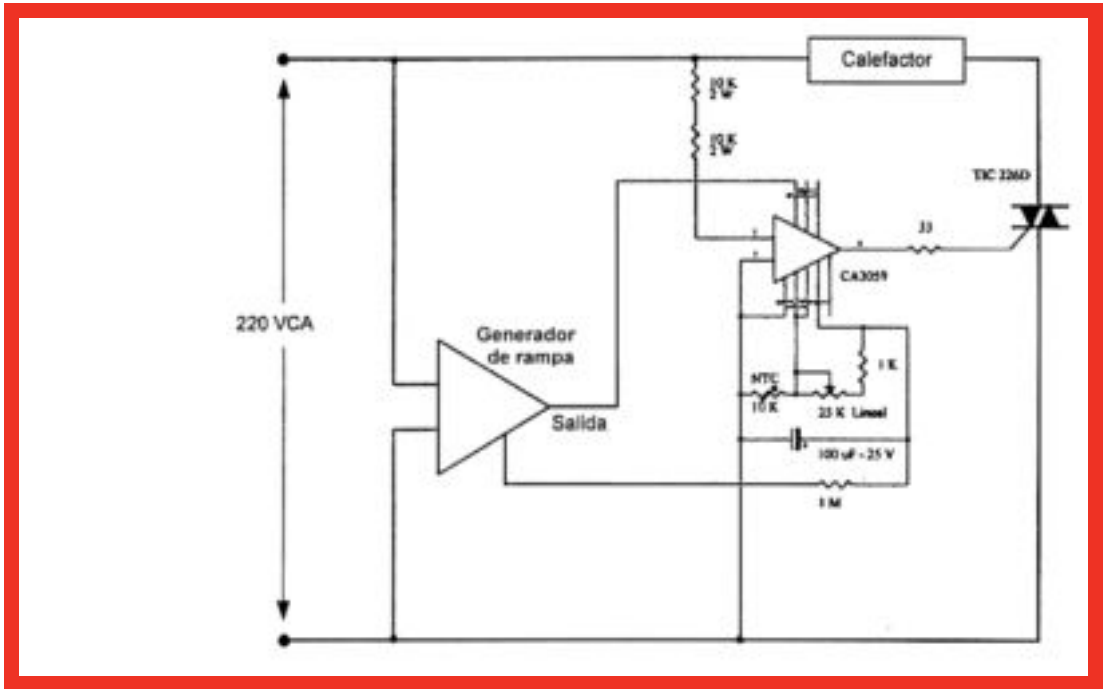 Calefactor
10 K
2 W
10 K
2 W
TIC 226D
33
CA3059
220 VCA
Generador
de rampa
Salida
NTC
10 K
1 K
25 K Lineal
100 uF - 25 V
1 M